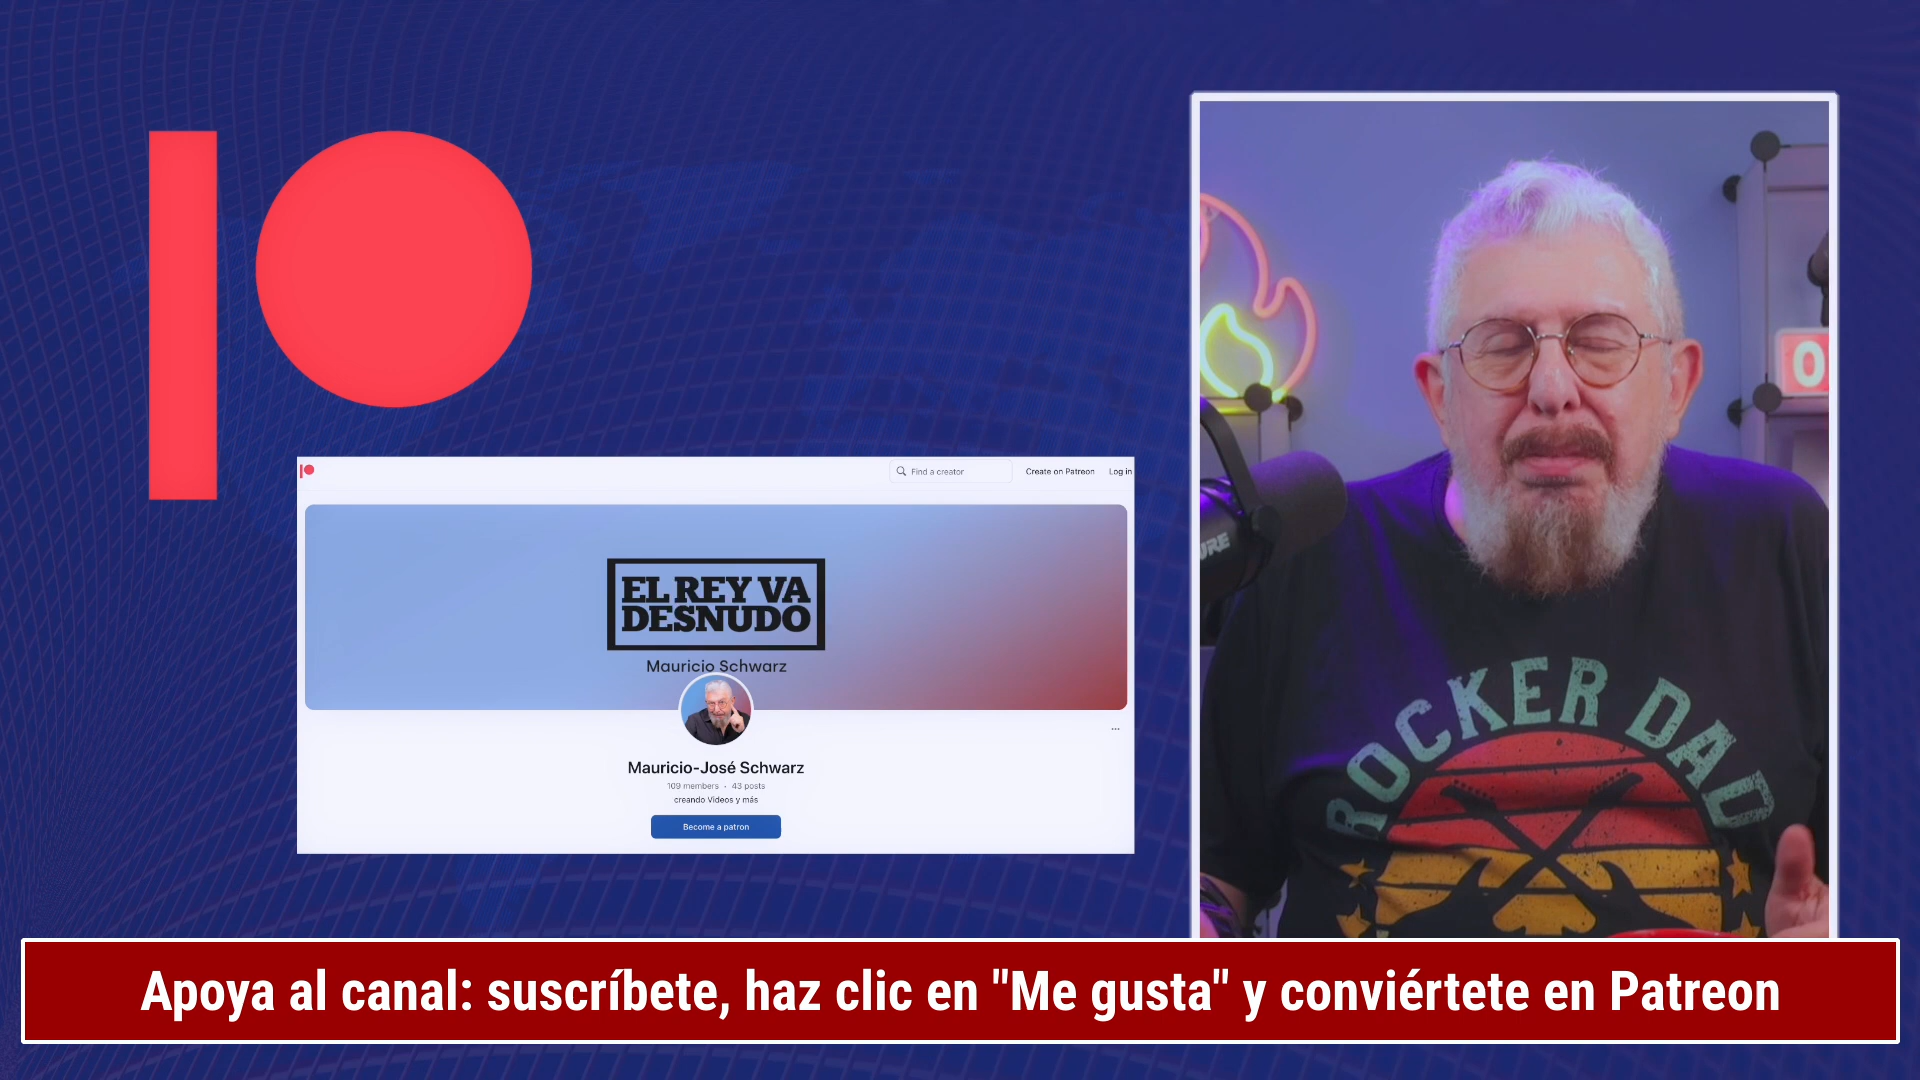 Find a creator
Create on Patreon
Log in
EL REY VA
DESNUDO
Mauricio Schwarz
Mauricio-José Schwarz
109 members · 43 posts
creando Videos y más
Become a patron
0
URE
ROCKER DAD
Apoya al canal: suscríbete, haz clic en "Me gusta" y conviértete en Patreon